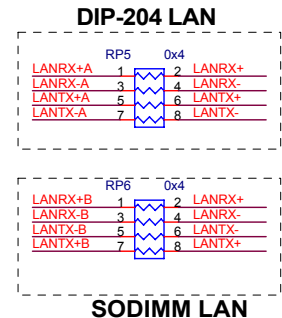 DIP-204 LAN
RP5 0x4
LANRX+A 1 2 LANRX+
LANRX-A 3 4 LANRX-
LANTX+A 5 6 LANTX+
LANTX-A 7 8 LANTX-
RP6 0x4
LANRX+B 1 2 LANRX+
LANRX-B 3 4 LANRX-
LANTX-B 5 6 LANTX-
LANTX+B 7 8 LANTX+
SODIMM LAN